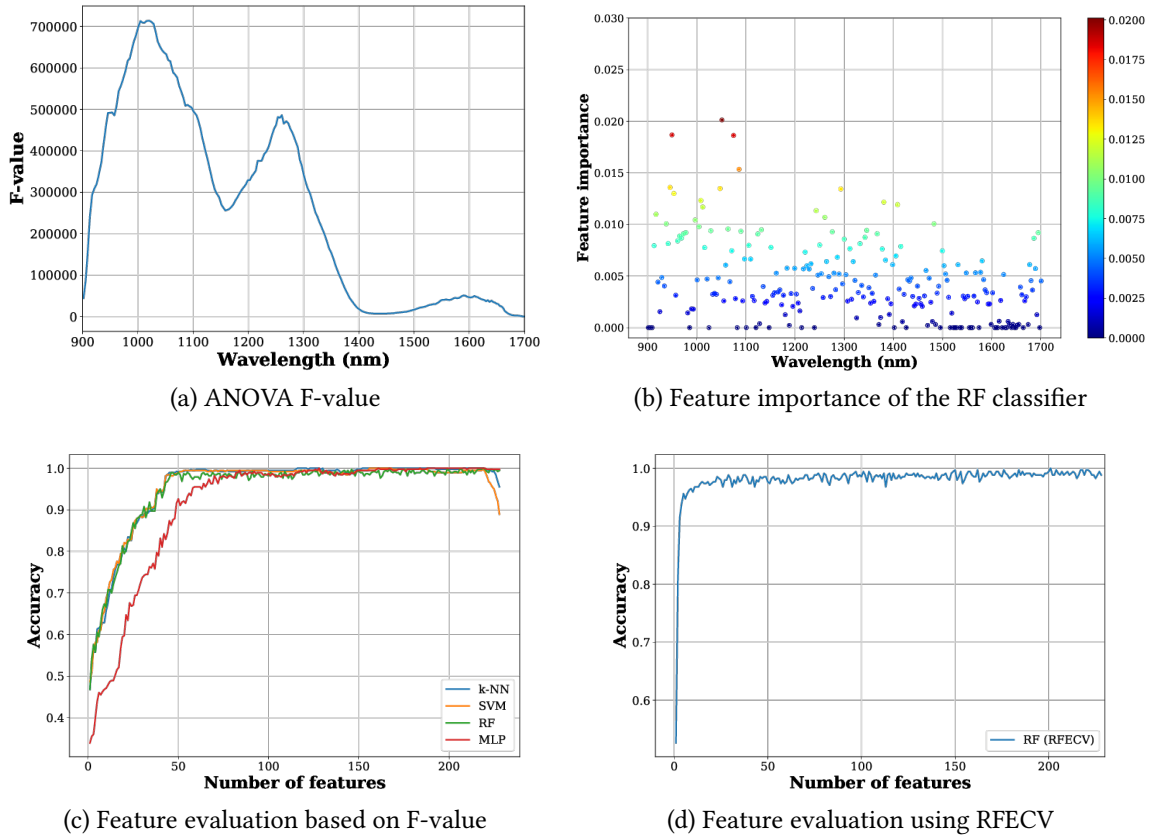 700000
600000
500000
400000
300000
200000
100000
0
F-value
900 1000 1100 1200 1300 1400 1500 1600 1700
Wavelength (nm)
(a) ANOVA F-value
0.030
0.025
0.020
0.015
0.010
0.005
0.000
Feature importance
900 1000 1100 1200 1300 1400 1500 1600 1700
Wavelength (nm)
0.0200
0.0175
0.0150
0.0125
0.0100
0.0075
0.0050
0.0025
0.0000
(b) Feature importance of the RF classifier
1.0
0.9
0.8
0.7
0.6
0.5
0.4
Accuracy
0 50 100 150 200
Number of features
k-NN
SVM
RF
MLP
(c) Feature evaluation based on F-value
1.0
0.9
0.8
0.7
0.6
Accuracy
0 50 100 150 200
Number of features
RF (RFECV)
(d) Feature evaluation using RFECV